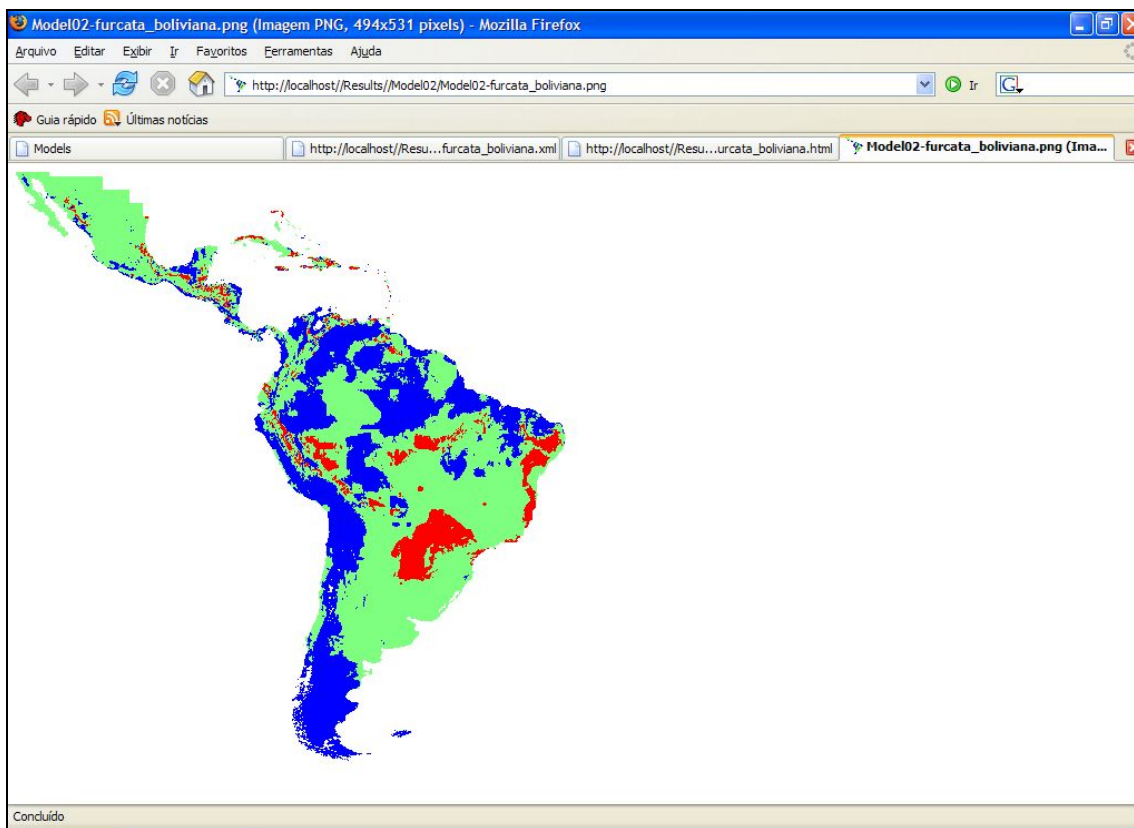 Model02-furcata_boliviana.png (Imagem PNG, 494x531 pixels) - Mozilla Firefox
Arquivo Editar Exibir Ir Favoritos Ferramentas Ajuda
http://localhost//Results//Model02/Model02-furcata_boliviana.png Ir G
Guia rápido Últimas notícias
Models http://localhost//Resu...furcata_boliviana.xml http://localhost//Resu...urcata_boliviana.html Model02-furcata_boliviana.png (Ima...
Concluído